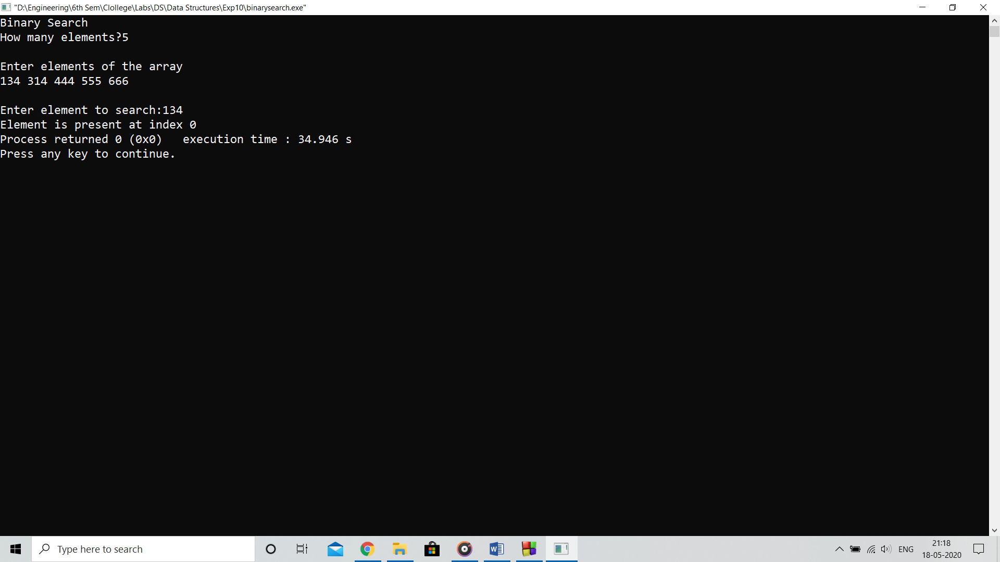 "D:\Engineering\6th Sem\Clollege\Labs\DS\Data Structures\Exp10\binarysearch.exe"
Binary Search
How many elements?5
Enter elements of the array
134 314 444 555 666
Enter element to search:134
Element is present at index 0
Process returned 0 (0x0)   execution time : 34.946 s
Press any key to continue.
Type here to search
W
ENG
21:18
18-05-2020